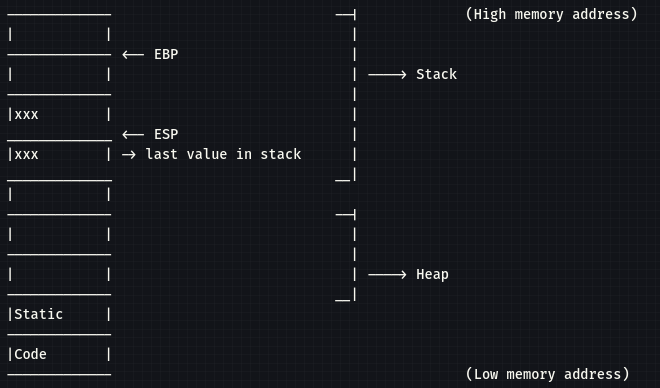 (High memory address)
<-- EBP
----> Stack
|xxx |
<-- ESP
|xxx | -> last value in stack
----> Heap
|Static |
|Code |
(Low memory address)